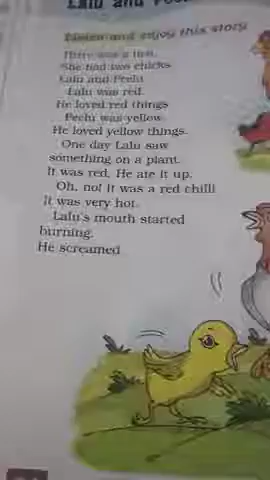 Lalu and
Listen and enjoy this story
There was a hen.
She had two chicks
Lalu and Peelu
Lalu was red.
He loved red things
Peelu was yellow.
He loved yellow things.
One day Lalu saw
something on a plant.
It was red. He ate it up.
Oh, no! It was a red chilli
It was very hot.
Lalu's mouth started
burning.
He screamed